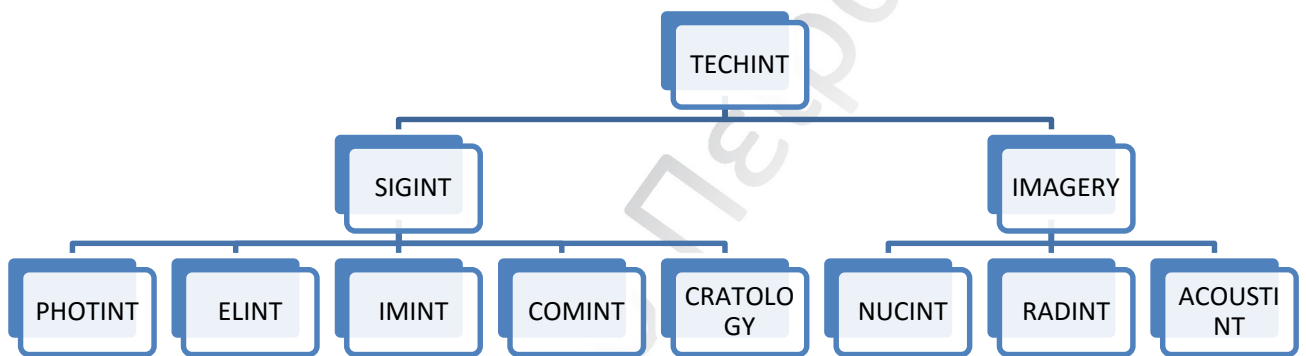 TECHINT
SIGINT
IMAGERY
PHOTINT
ELINT
IMINT
COMINT
CRATOLO
GY
NUCINT
RADINT
ACOUSTI
NT